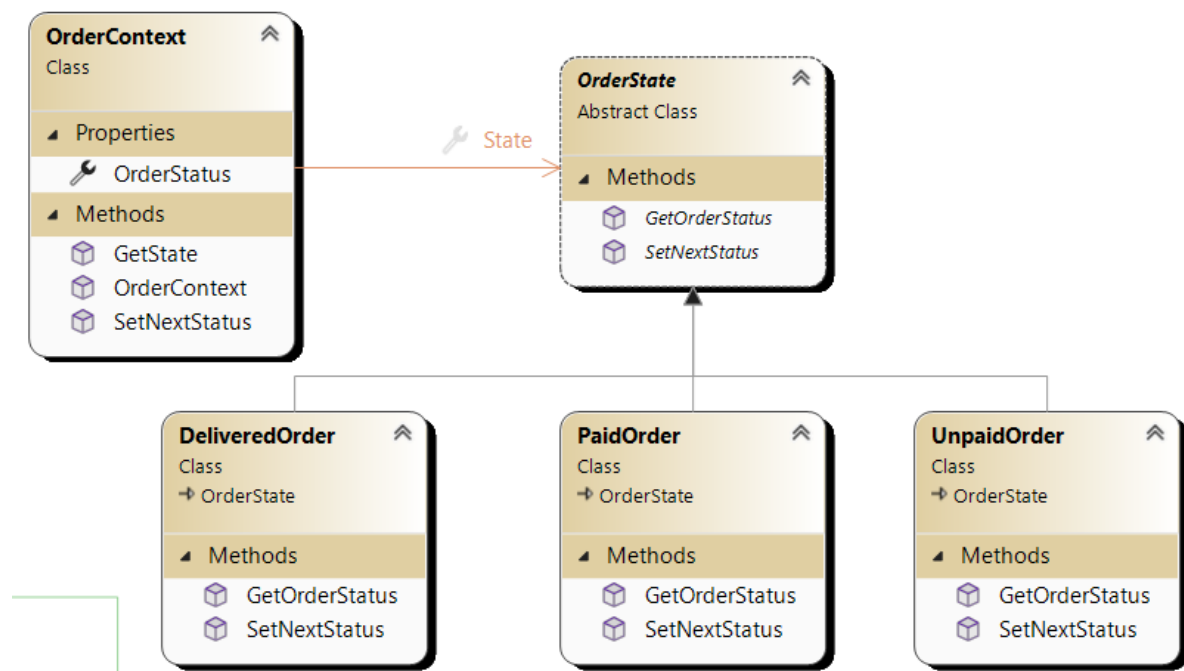 OrderContext
Class
Properties
OrderStatus
Methods
GetState
OrderContext
SetNextStatus
State
OrderState
Abstract Class
Methods
GetOrderStatus
SetNextStatus
DeliveredOrder
Class
OrderState
Methods
GetOrderStatus
SetNextStatus
PaidOrder
Class
OrderState
Methods
GetOrderStatus
SetNextStatus
UnpaidOrder
Class
OrderState
Methods
GetOrderStatus
SetNextStatus